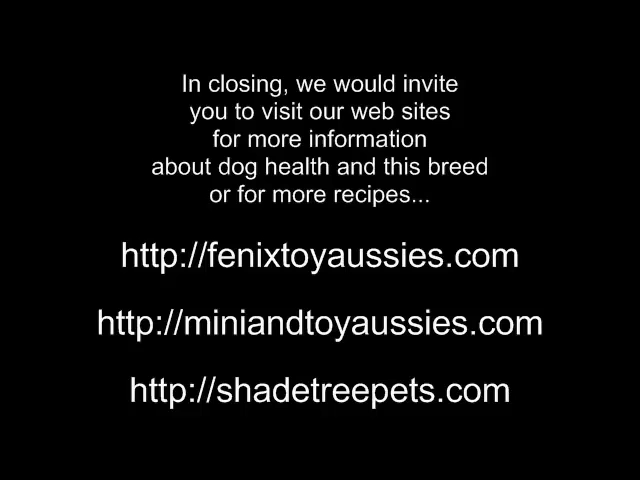 In closing, we would invite
you to visit our web sites
for more information
about dog health and this breed
or for more recipes...
http://fenixtoyaussies.com
http://miniandtoyaussies.com
http://shadetreepets.com